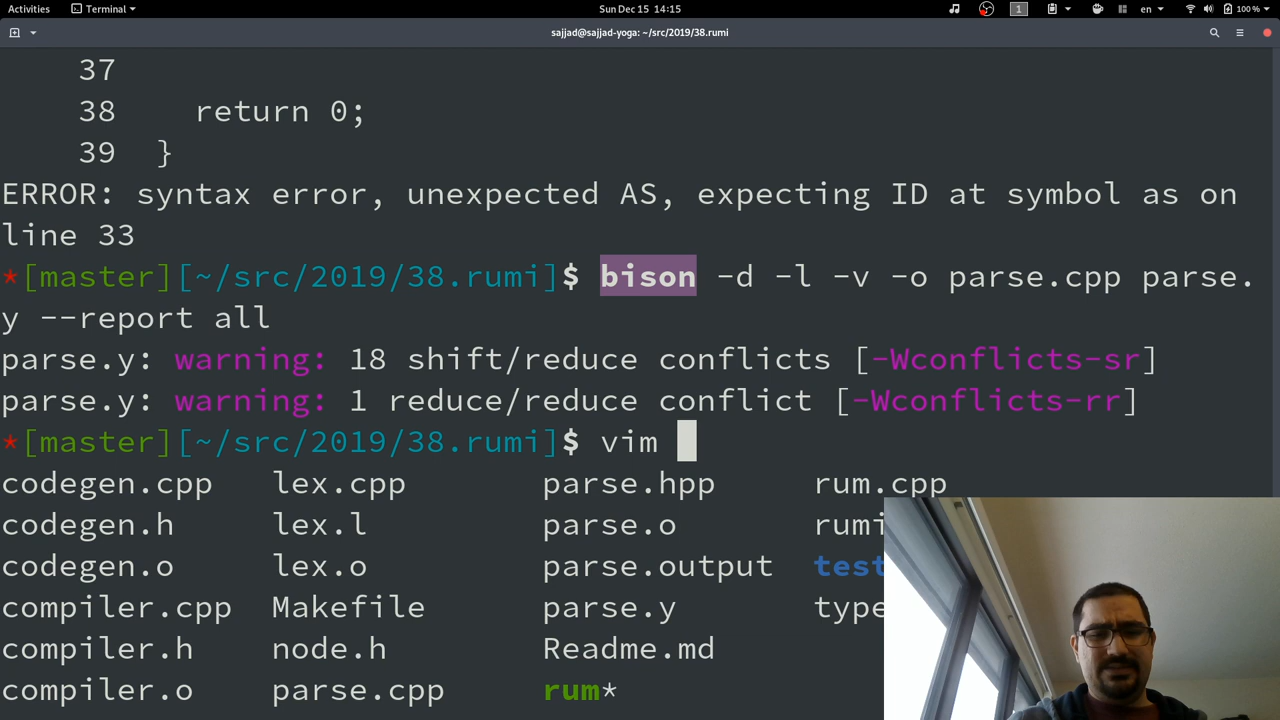 Activities Terminal Sun Dec 15 14:15 1 en 100 %
sajjad@sajjad-yoga: ~/src/2019/38.rumi
37
38 return 0;
39 }
ERROR: syntax error, unexpected AS, expecting ID at symbol as on
line 33
*[master][~/src/2019/38.rumi]$ bison -d -l -v -o parse.cpp parse.
y --report all
parse.y: warning: 18 shift/reduce conflicts [-Wconflicts-sr]
parse.y: warning: 1 reduce/reduce conflict [-Wconflicts-rr]
*[master][~/src/2019/38.rumi]$ vim
codegen.cpp lex.cpp parse.hpp rum.cpp
codegen.h lex.l parse.o rumi
codegen.o lex.o parse.output test
compiler.cpp Makefile parse.y type
compiler.h node.h Readme.md
compiler.o parse.cpp rum*